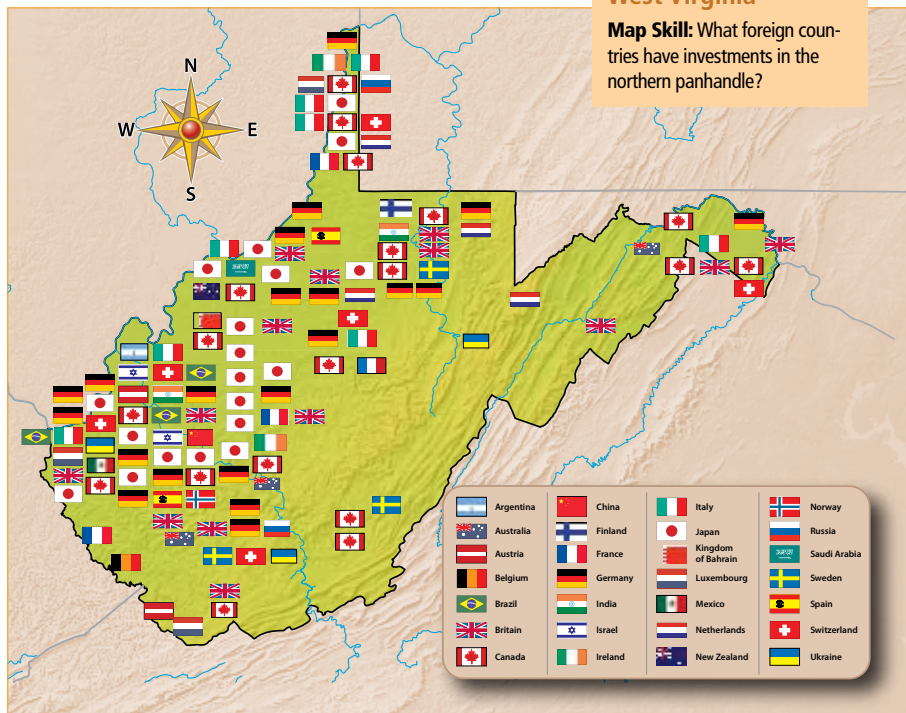 West Virginia
Map Skill: What foreign coun-
tries have investments in the
northern panhandle?
N
W E
S
Argentina
Australia
Austria
Belgium
Brazil
Britain
Canada
China
Finland
France
Germany
India
Israel
Ireland
Italy
Japan
Kingdom
of Bahrain
Luxembourg
Mexico
Netherlands
New Zealand
Norway
Russia
Saudi Arabia
Sweden
Spain
Switzerland
Ukraine